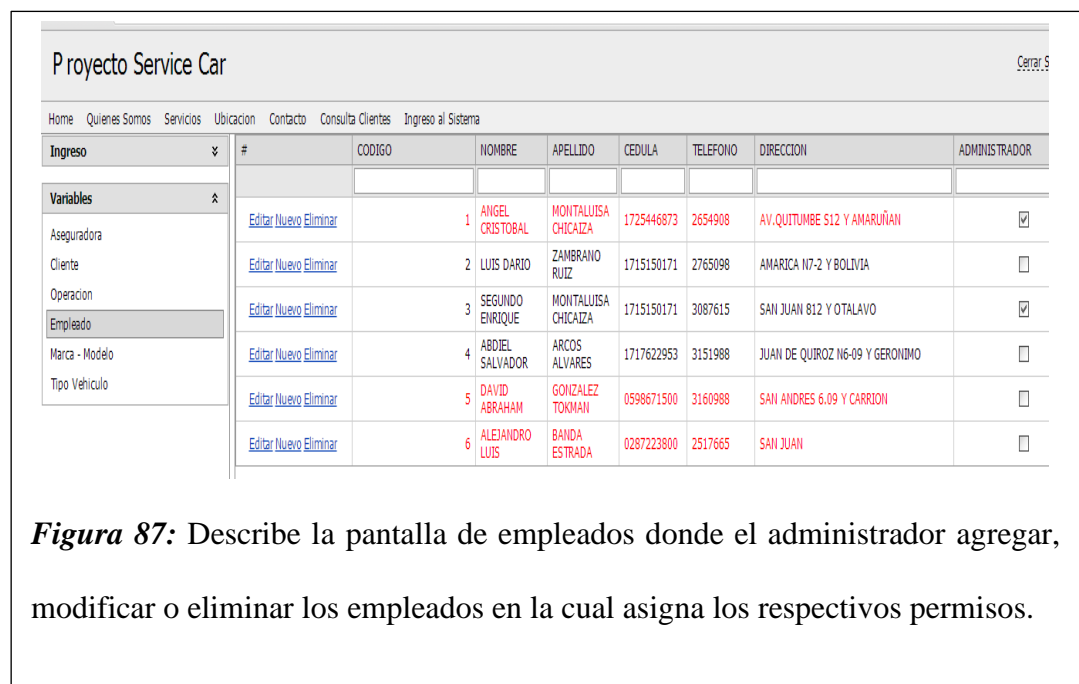 Proyecto Service Car
Cerrar S
Home Quienes Somos Servicios Ubicacion Contacto Consulta Clientes Ingreso al Sistema
Ingreso
Variables
Aseguradora
Cliente
Operacion
Empleado
Marca - Modelo
Tipo Vehiculo
# CODIGO NOMBRE APELLIDO CEDULA TELEFONO DIRECCION ADMINISTRADOR
Editar Nuevo Eliminar 1 ANGEL CRISTOBAL MONTALUISA CHICAIZA 1725446873 2654908 AV.QUITUMBE S12 Y AMARUÑAN
Editar Nuevo Eliminar 2 LUIS DARIO ZAMBRANO RUIZ 1715150171 2765098 AMARICA N7-2 Y BOLIVIA
Editar Nuevo Eliminar 3 SEGUNDO ENRIQUE MONTALUISA CHICAIZA 1715150171 3087615 SAN JUAN 812 Y OTALAVO
Editar Nuevo Eliminar 4 ABDIEL SALVADOR ARCOS ALVARES 1717622953 3151988 JUAN DE QUIROZ N6-09 Y GERONIMO
Editar Nuevo Eliminar 5 DAVID ABRAHAM GONZALEZ TOKMAN 0598671500 3160988 SAN ANDRES 6.09 Y CARRION
Editar Nuevo Eliminar 6 ALEJANDRO LUIS BANDA ESTRADA 0287223800 2517665 SAN JUAN
Figura 87: Describe la pantalla de empleados donde el administrador agregar,
modificar o eliminar los empleados en la cual asigna los respectivos permisos.